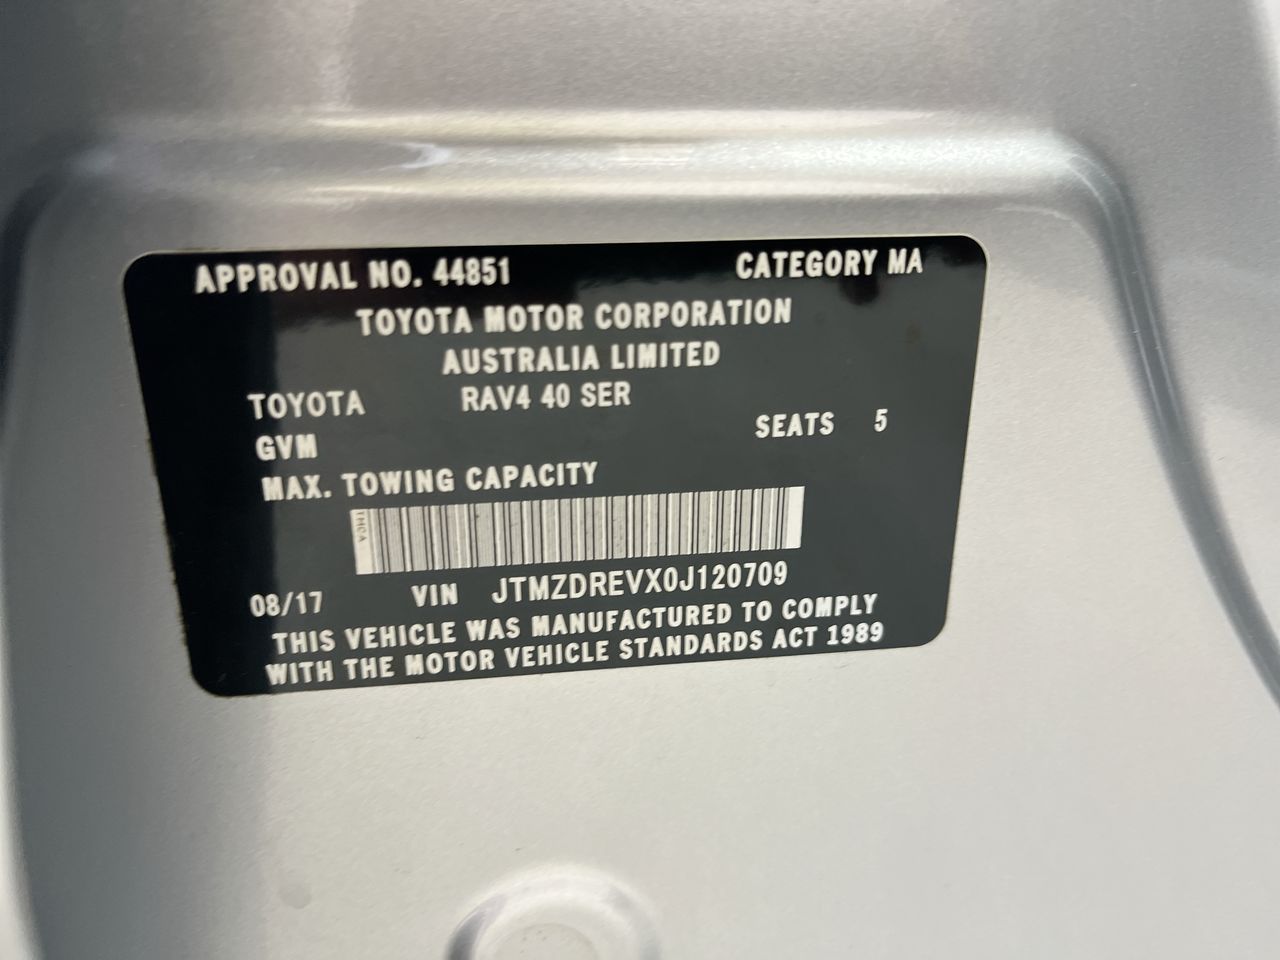 APPROVAL NO. 44851 CATEGORY MA
TOYOTA MOTOR CORPORATION
AUSTRALIA LIMITED
TOYOTA RAV4 40 SER
GVM SEATS 5
MAX. TOWING CAPACITY
TMCA
08/17 VIN JTMZDREVX0J120709
THIS VEHICLE WAS MANUFACTURED TO COMPLY
WITH THE MOTOR VEHICLE STANDARDS ACT 1989